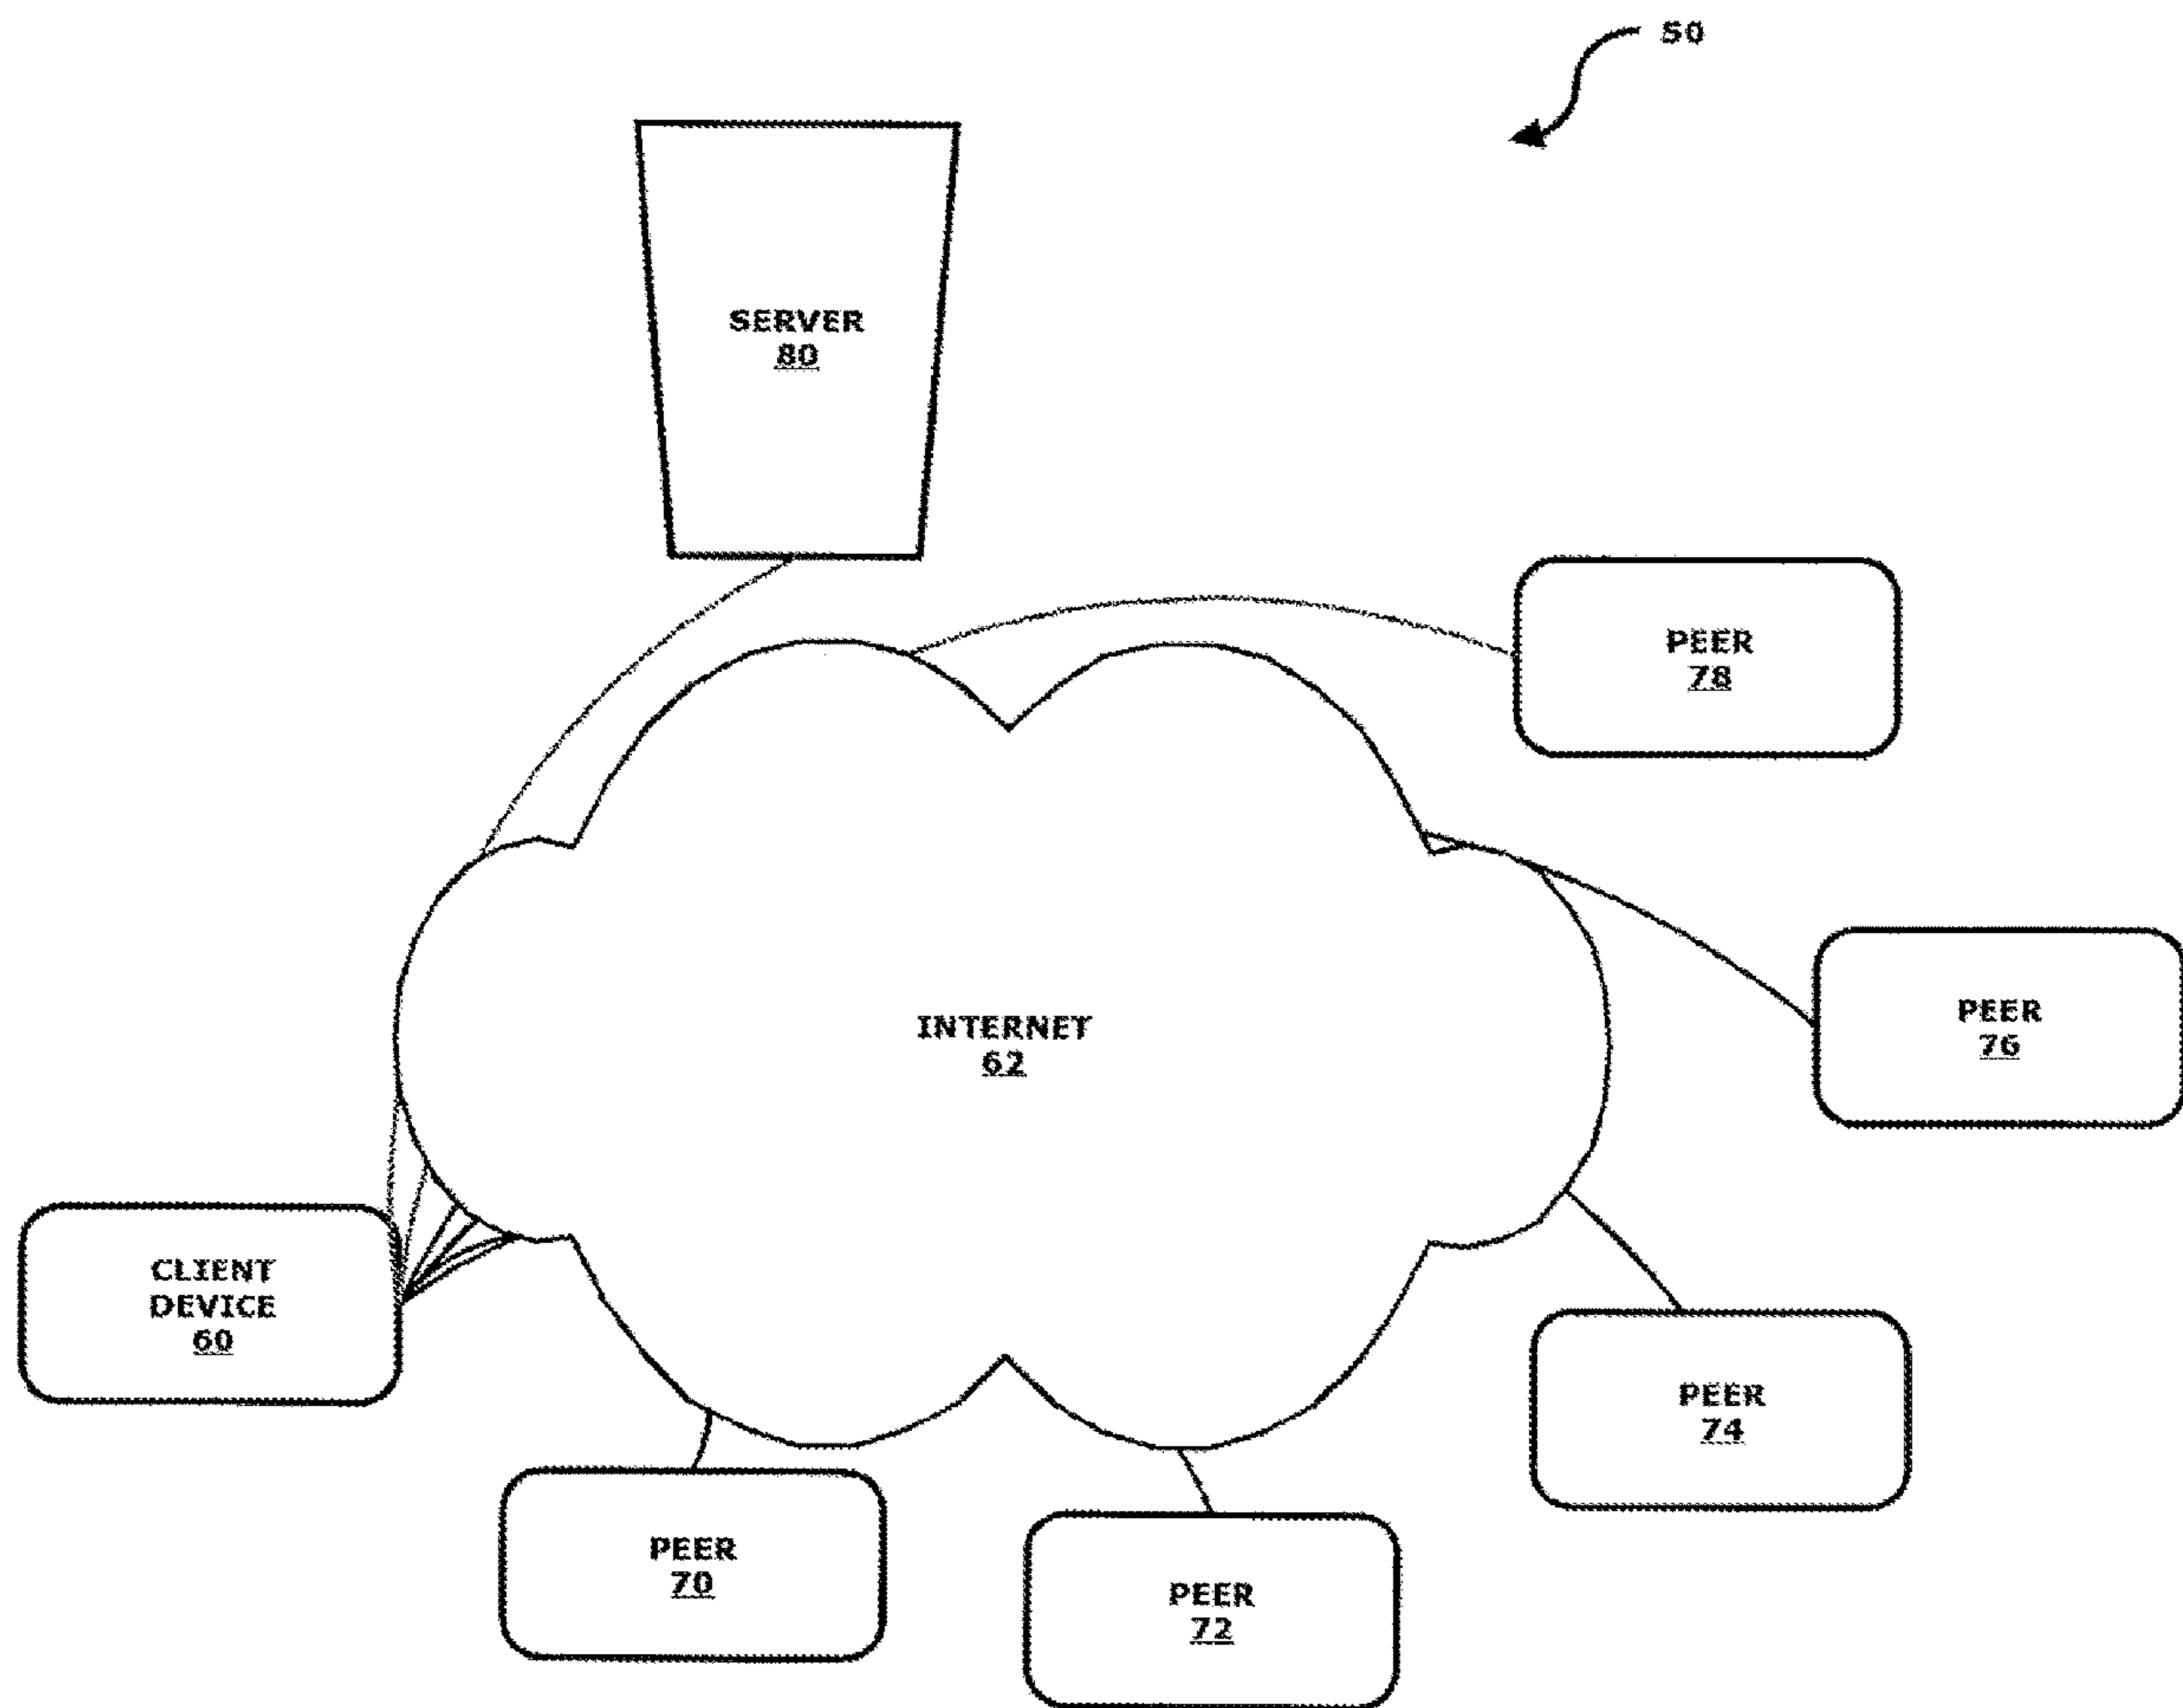 50
SERVER
80
PEER
78
PEER
76
INTERNET
62
CLIENT
DEVICE
60
PEER
74
PEER
70
PEER
72